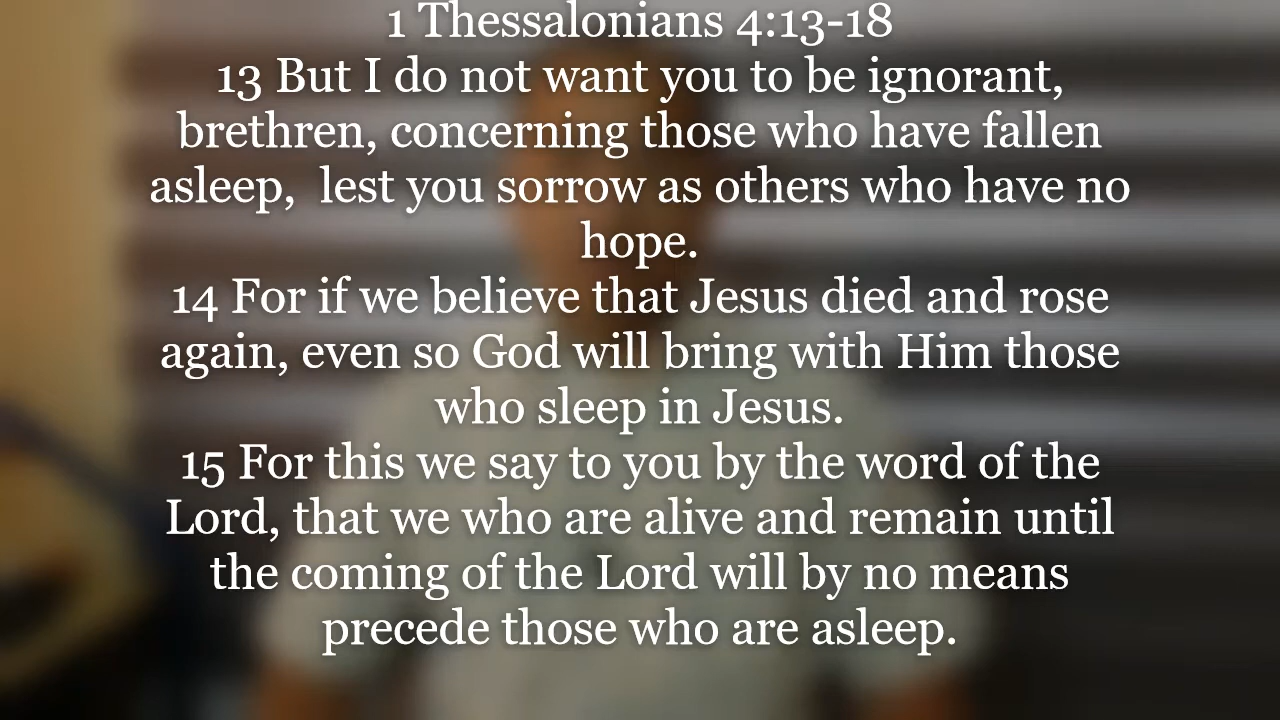 1 Thessalonians 4:13-18
13 But I do not want you to be ignorant,
brethren, concerning those who have fallen
asleep,  lest you sorrow as others who have no
hope.
14 For if we believe that Jesus died and rose
again, even so God will bring with Him those
who sleep in Jesus.
15 For this we say to you by the word of the
Lord, that we who are alive and remain until
the coming of the Lord will by no means
precede those who are asleep.